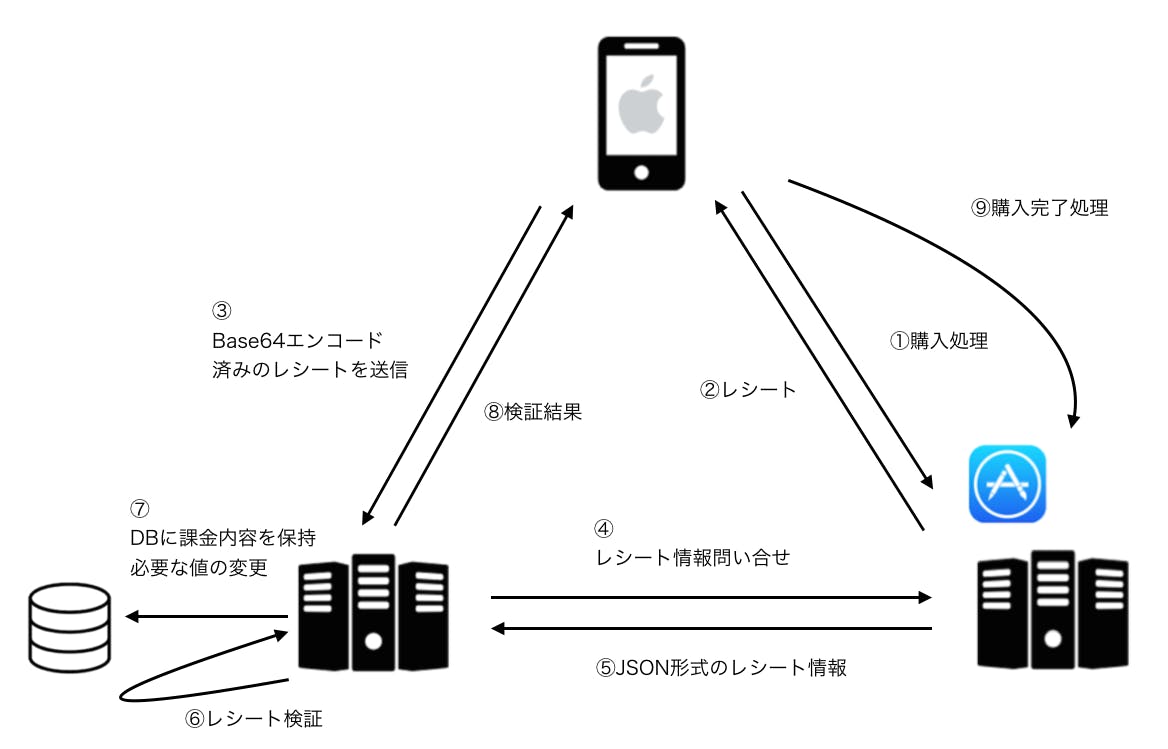 ⑨購入完了処理
③
Base64エンコード
済みのレシートを送信
①購入処理
②レシート
⑧検証結果
⑦
DBに課金内容を保持
必要な値の変更
④
レシート情報問い合せ
⑤JSON形式のレシート情報
⑥レシート検証